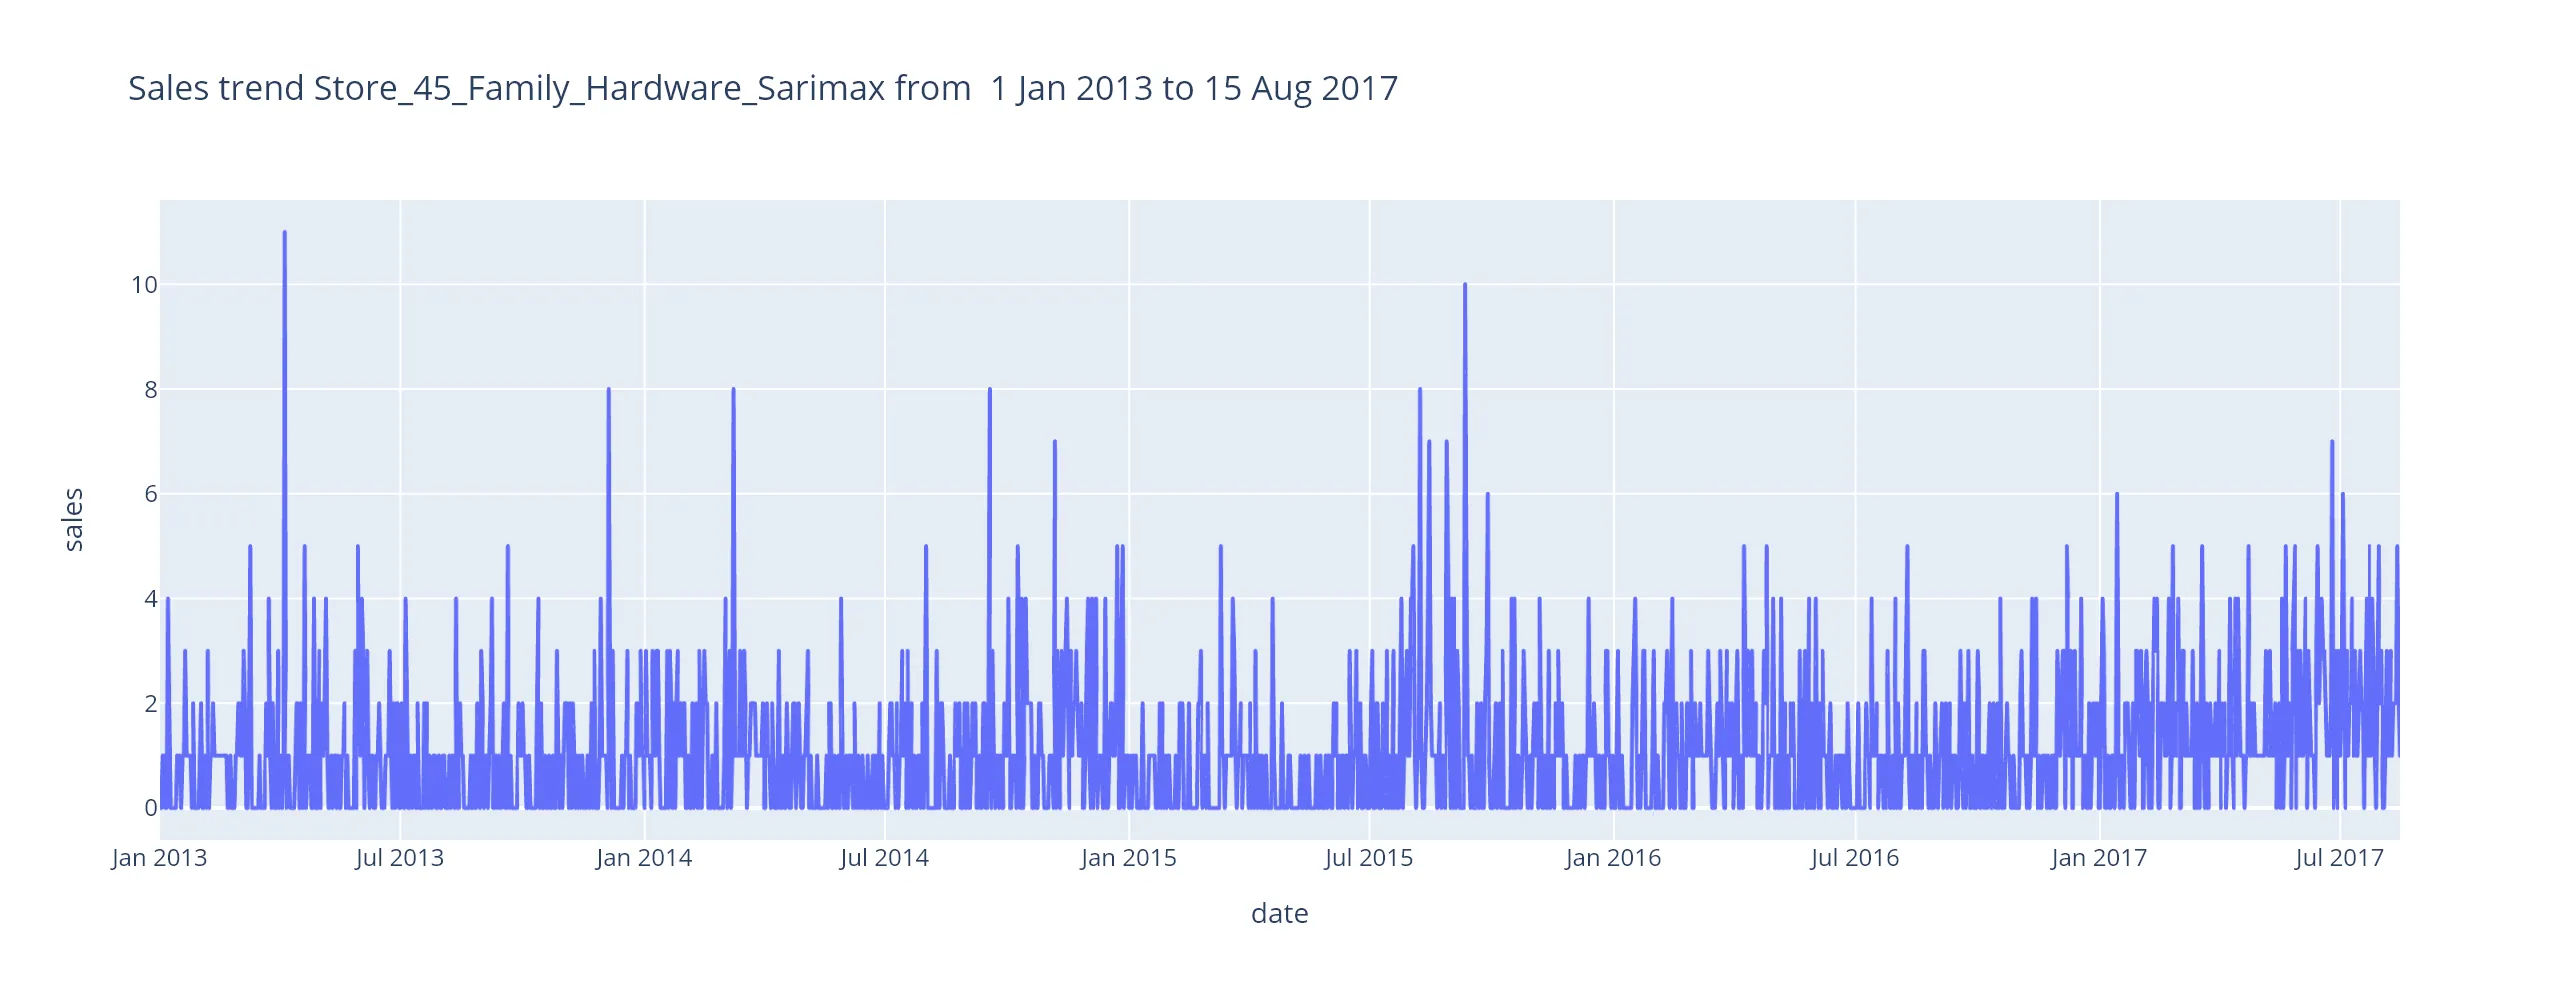 Sales trend Store_45_Family_Hardware_Sarimax from  1 Jan 2013 to 15 Aug 2017
10
8
6
4
2
0
sales
Jan 2013 Jul 2013 Jan 2014 Jul 2014 Jan 2015 Jul 2015 Jan 2016 Jul 2016 Jan 2017 Jul 2017
date